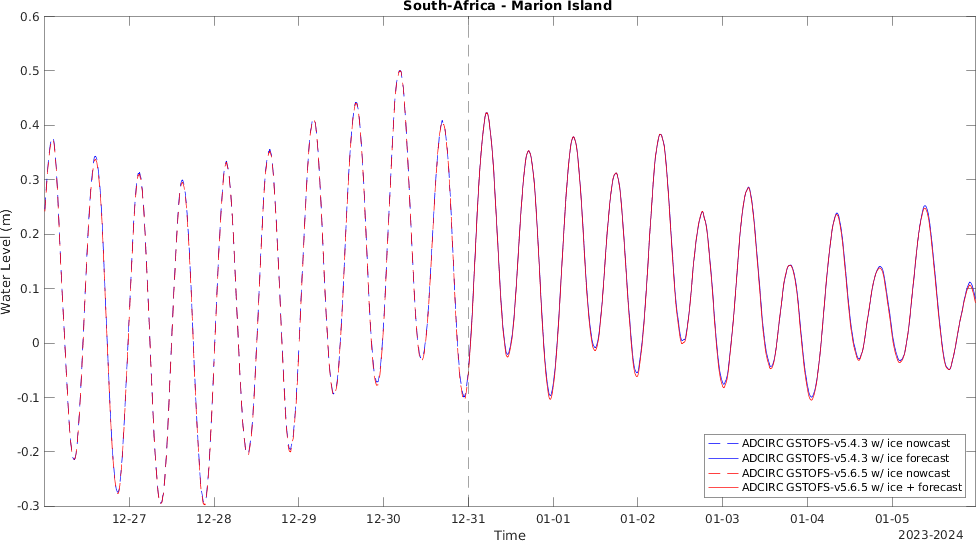 South-Africa - Marion Island
0.6
0.5
0.4
0.3
0.2
0.1
0
-0.1
-0.2
-0.3
Water Level (m)
ADCIRC GSTOFS-v5.4.3 w/ ice nowcast
ADCIRC GSTOFS-v5.4.3 w/ ice forecast
ADCIRC GSTOFS-v5.6.5 w/ ice nowcast
ADCIRC GSTOFS-v5.6.5 w/ ice + forecast
12-27 12-28 12-29 12-30 12-31 01-01 01-02 01-03 01-04 01-05
Time
2023-2024